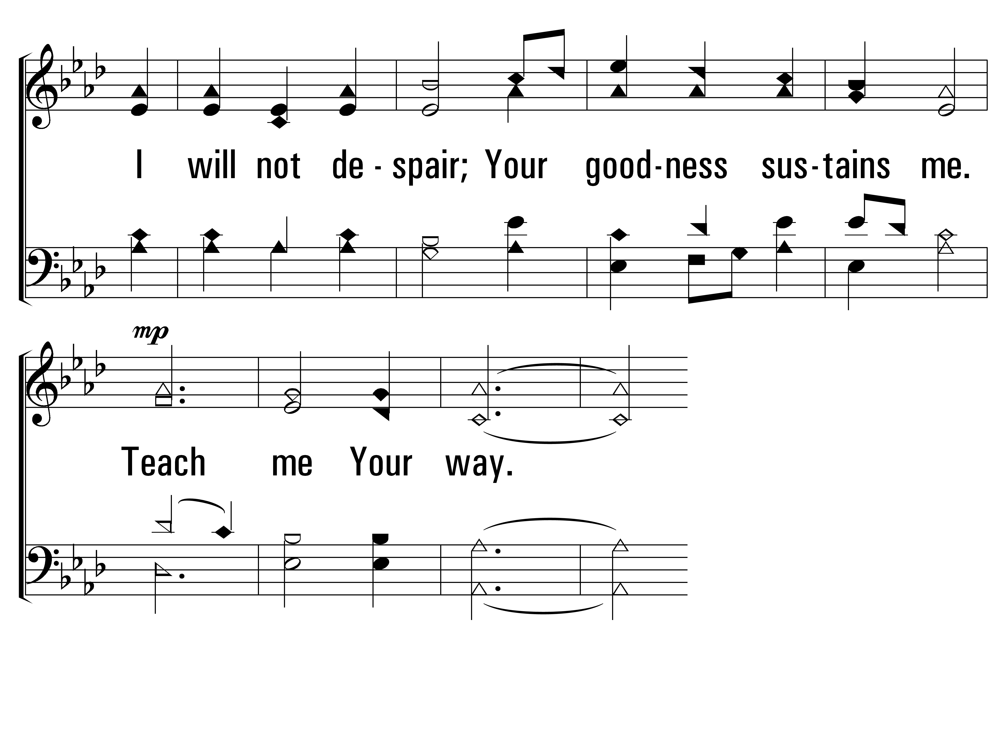 I will not de - spair; Your good-ness sus-tains me.
mp
Teach me Your way.